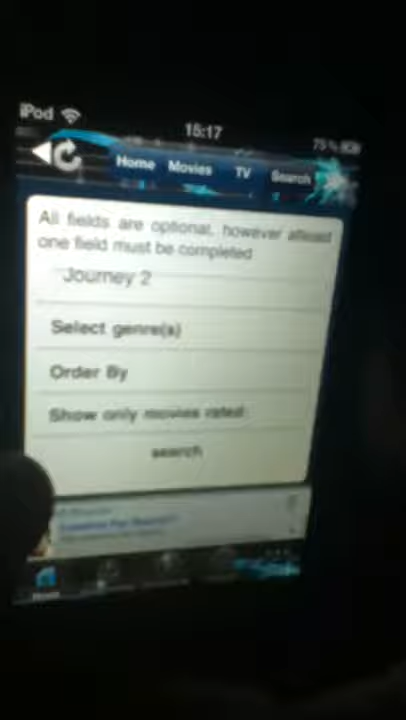 iPod
15:17
75%
Home Movies TV Search
All fields are optional, however atleast
one field must be completed
Journey 2
Select genre(s)
Order By
Show only movies rated:
search